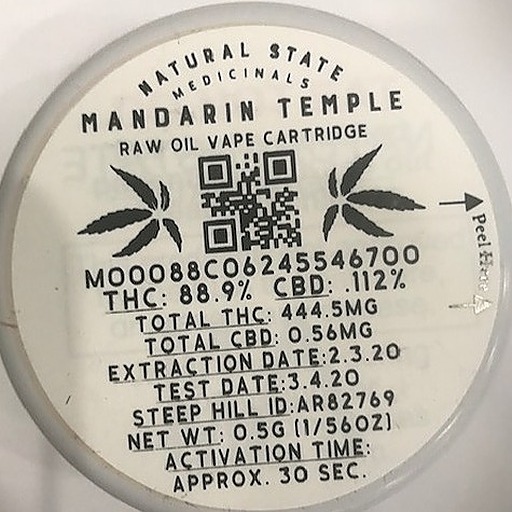 NATURAL STATE
MEDICINALS
MANDARIN TEMPLE
RAW OIL VAPE CARTRIDGE
M00088C06245546700
THC: 88.9% CBD: .112%
TOTAL THC: 444.5MG
TOTAL CBD: 0.56MG
EXTRACTION DATE:2.3.20
TEST DATE:3.4.20
STEEP HILL ID:AR82769
NET WT: 0.5G (1/56OZ)
ACTIVATION TIME:
APPROX. 30 SEC.
Peel Here